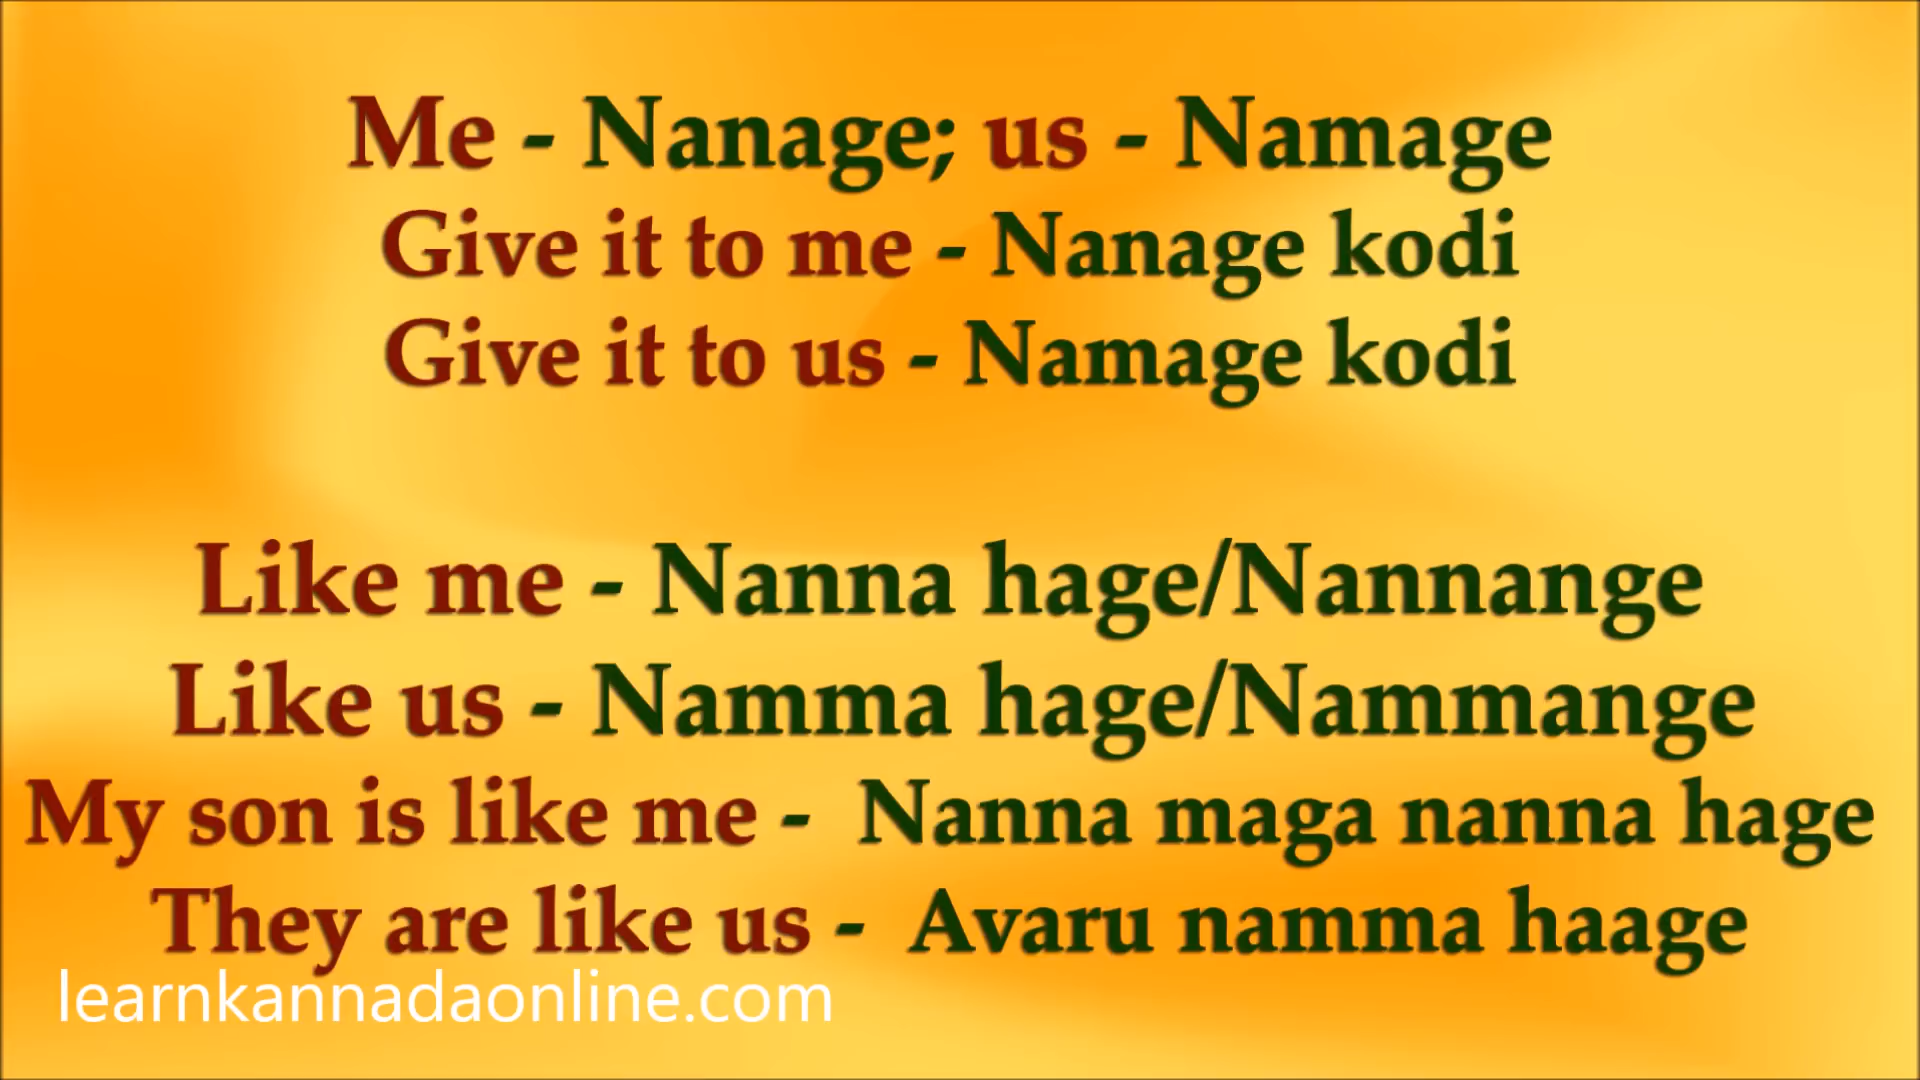 Me - Nanage; us - Namage
Give it to me - Nanage kodi
Give it to us - Namage kodi
Like me - Nanna hage/Nannange
Like us - Namma hage/Nammange
My son is like me - Nanna maga nanna hage
They are like us - Avaru namma haage
learnkannadaonline.com